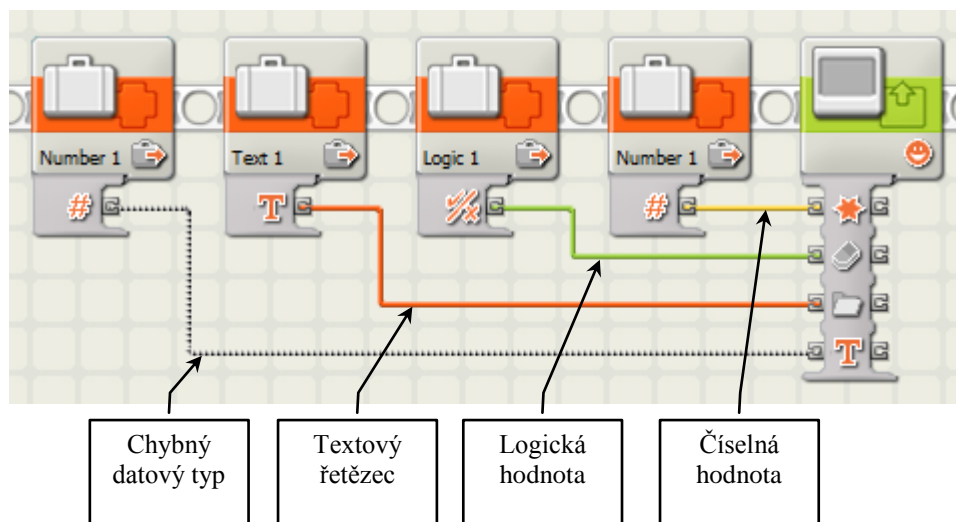 Number 1
Text 1
Logic 1
Number 1
#
T
#
T
Chybný
datový typ
Textový
řetězec
Logická
hodnota
Číselná
hodnota